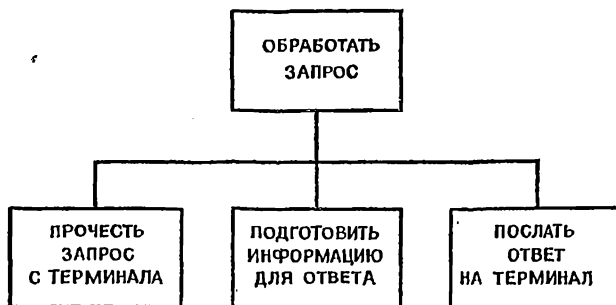 ОБРАБОТАТЬ
ЗАПРОС
ПРОЧЕСТЬ
ЗАПРОС
С ТЕРМИНАЛА
ПОДГОТОВИТЬ
ИНФОРМАЦИЮ
ДЛЯ ОТВЕТА
ПОСЛАТЬ
ОТВЕТ
НА ТЕРМИНАЛ